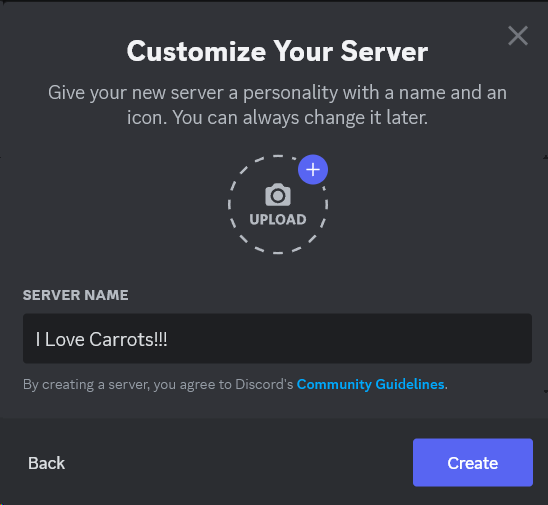 Customize Your Server
Give your new server a personality with a name and an
icon. You can always change it later.
UPLOAD
SERVER NAME
I Love Carrots!!!
By creating a server, you agree to Discord's Community Guidelines.
Back
Create